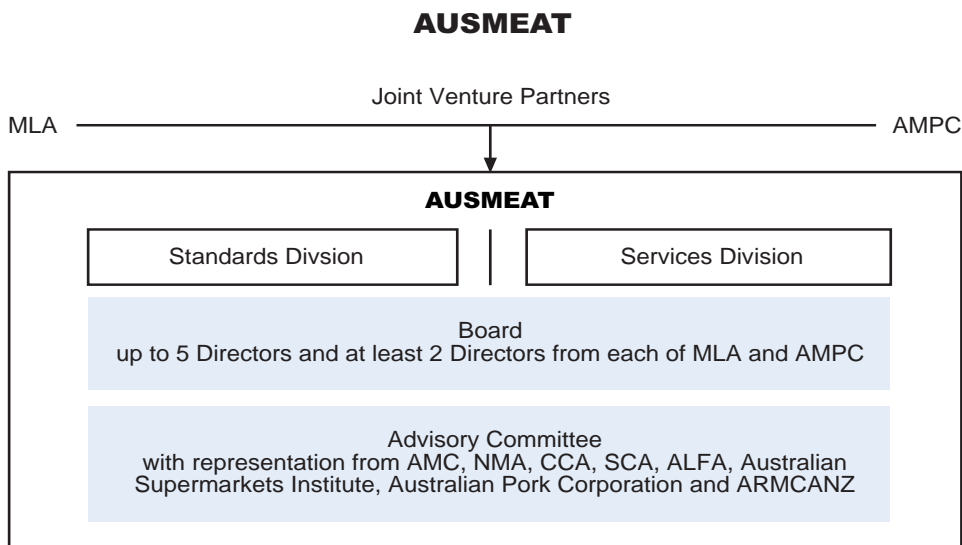 AUSMEAT
Joint Venture Partners
MLA
AMPC
AUSMEAT
Standards Divsion
Services Division
Board
up to 5 Directors and at least 2 Directors from each of MLA and AMPC
Advisory Committee
with representation from AMC, NMA, CCA, SCA, ALFA, Australian
Supermarkets Institute, Australian Pork Corporation and ARMCANZ